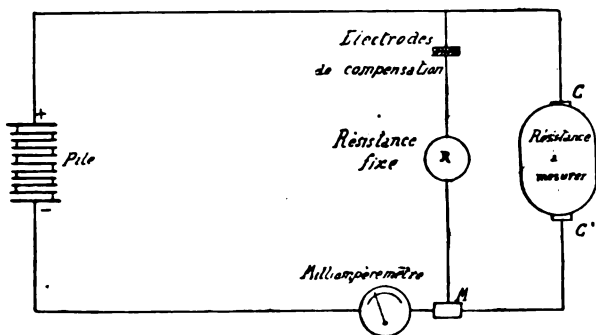 Electrodes
de compensation
+
Pile
-
Résistance
fixe
R
C
Résistance
à
mesurer
C'
Milliampèremètre
M